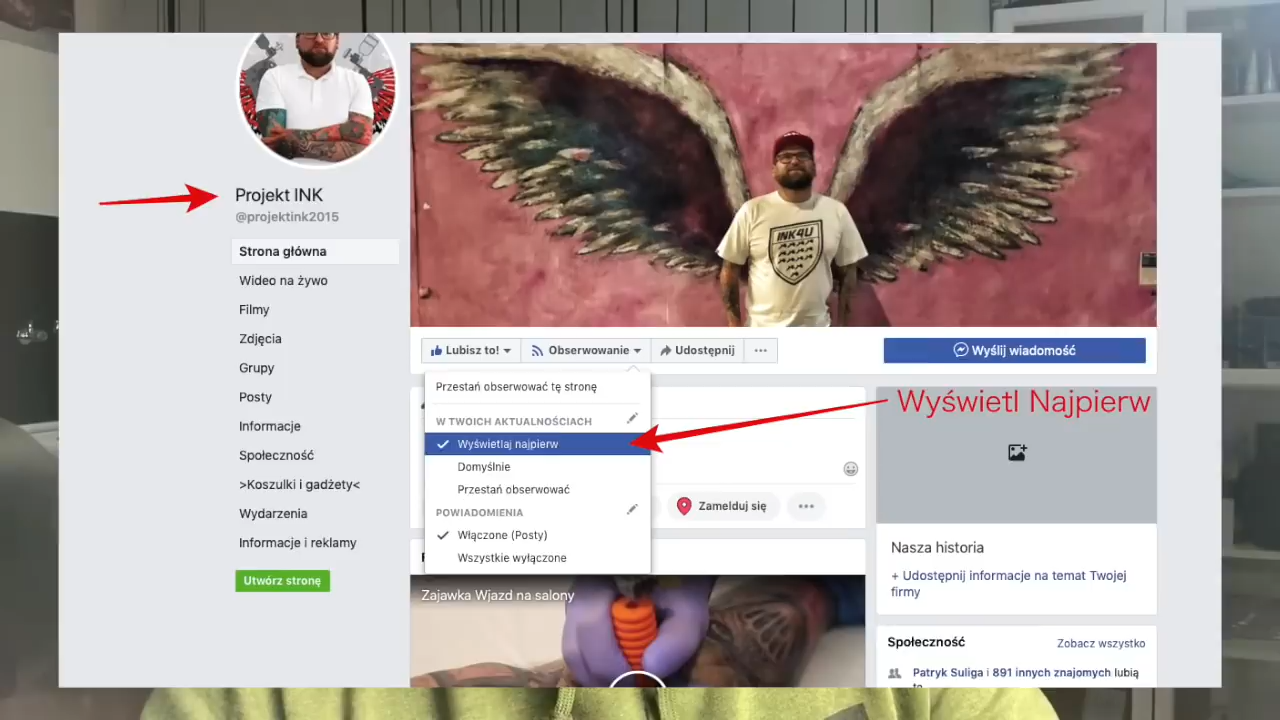 Projekt INK
@projektink2015
Strona główna
Wideo na żywo
Filmy
Zdjęcia
Grupy
Posty
Informacje
Społeczność
>Koszulki i gadżety<
Wydarzenia
Informacje i reklamy
Utwórz stronę
INK4U
Lubisz to!
Obserwowanie
Udostępnij
Wyślij wiadomość
Przestań obserwować tę stronę
W TWOICH AKTUALNOŚCIACH
Wyświetlaj najpierw
Domyślnie
Przestań obserwować
POWIADOMIENIA
Włączone (Posty)
Wszystkie wyłączone
Wyświetl Najpierw
Zamelduj się
Zajawka Wjazd na salony
Nasza historia
+ Udostępnij informacje na temat Twojej
firmy
Społeczność
Zobacz wszystko
Patryk Suliga i 891 innych znajomych lubią